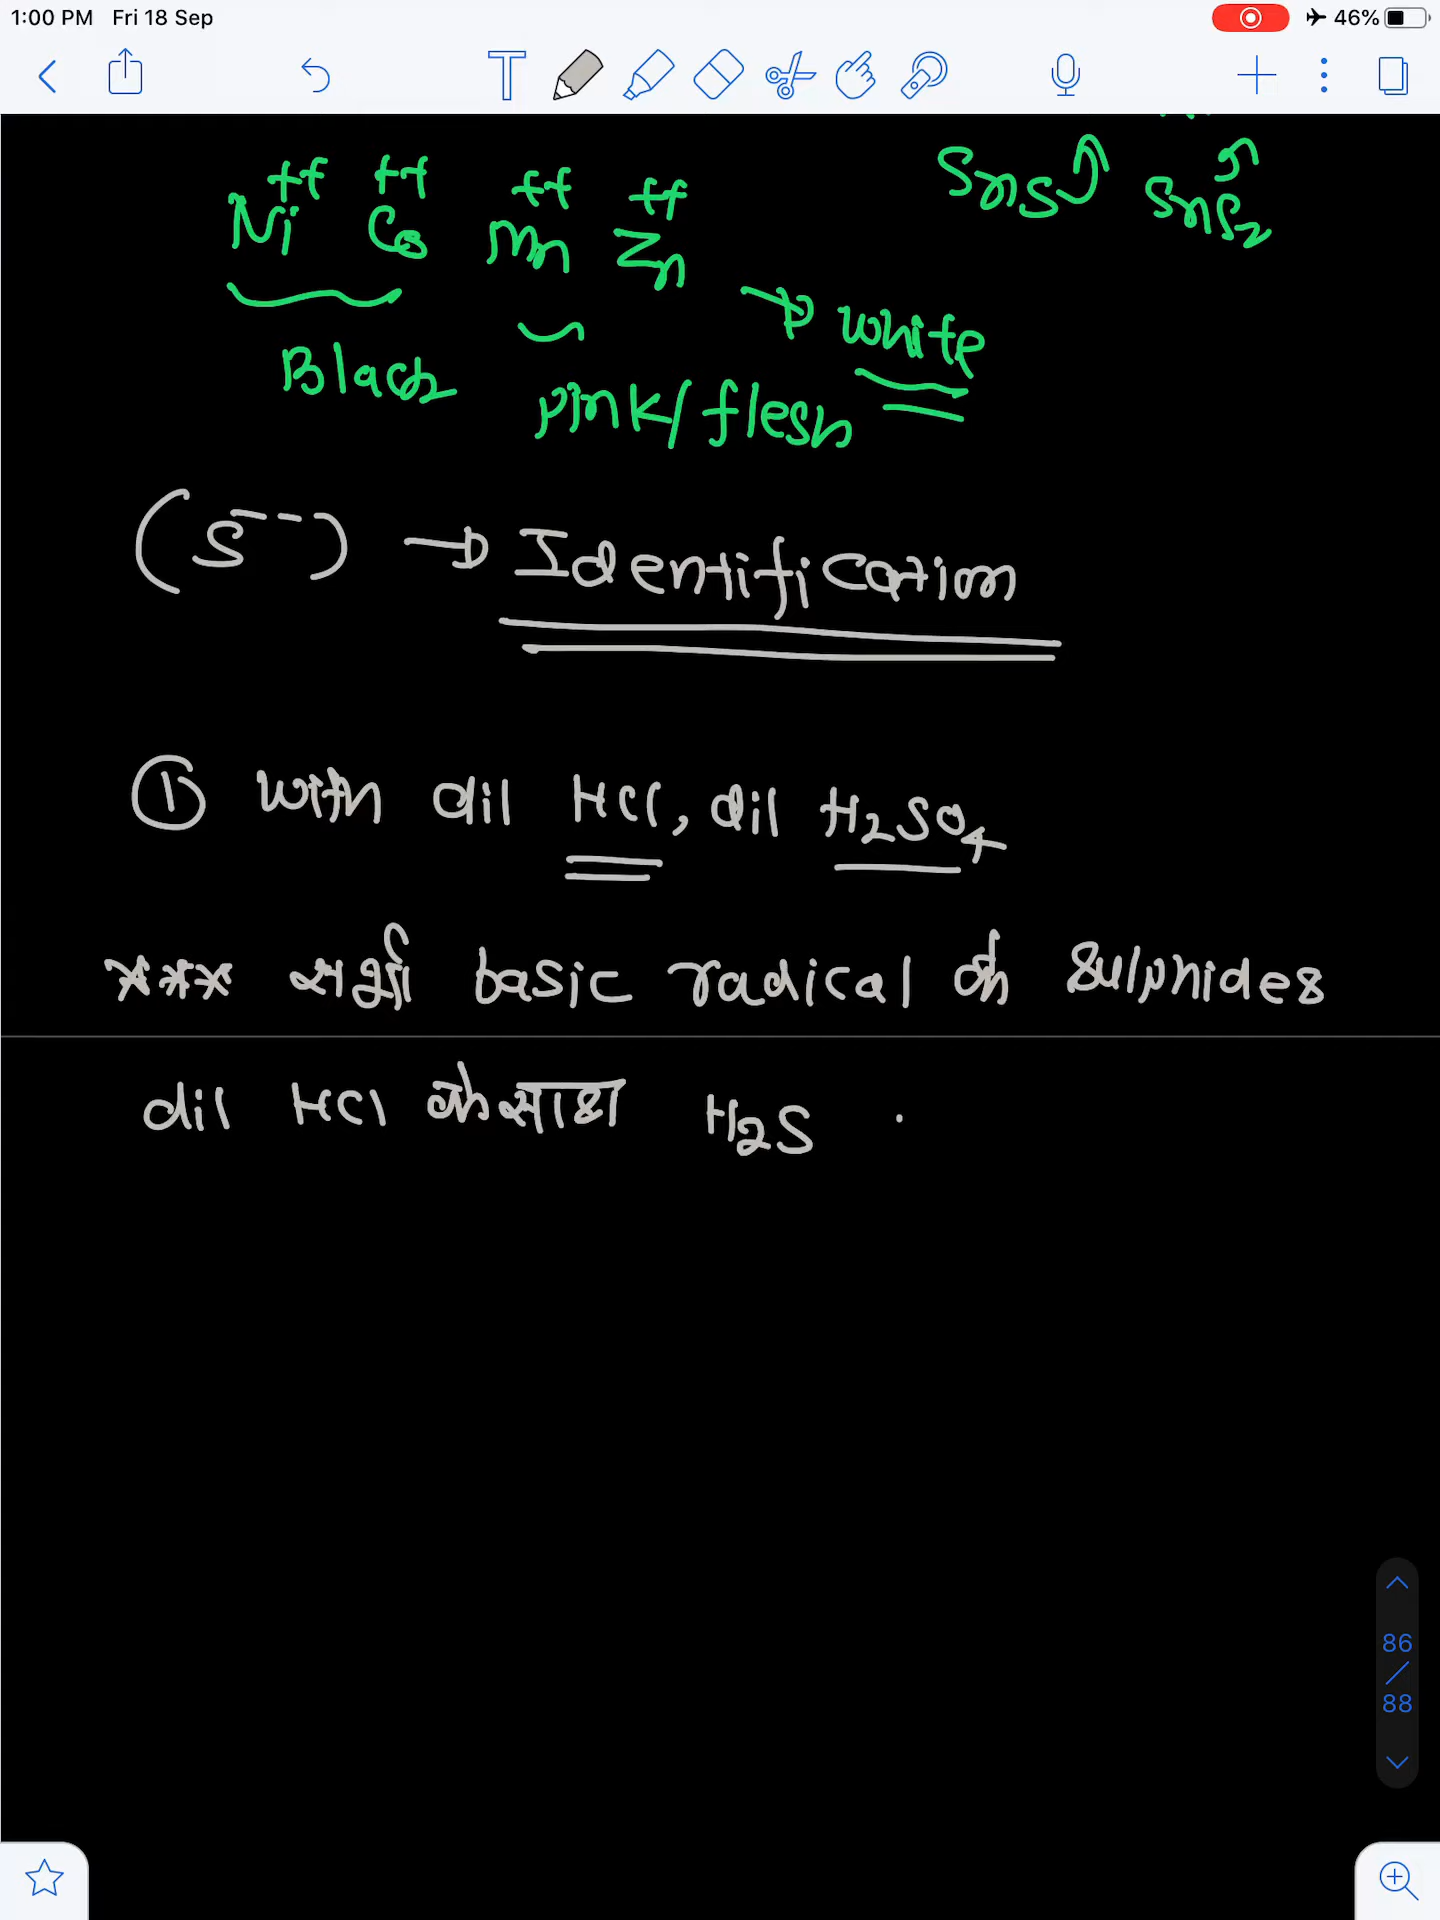 1:00 PM Fri 18 Sep 46%
Ni++ Co++ Mn++ Zn++ SnS SnS2
→ white
Black
pink/flesh
(S--) → Identification
① with dil HCl, dil H2SO4
*** सभी basic radical के sulphides
dil HCl के साथ H2S .
86
/
88